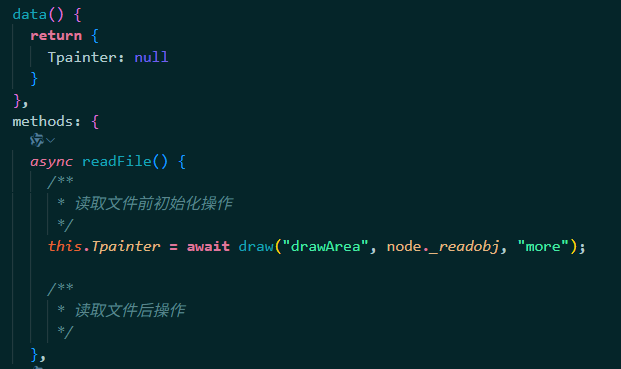 data() {
return {
Tpainter: null
}
},
methods: {
async readFile() {
/**
* 读取文件前初始化操作
*/
this.Tpainter = await draw("drawArea", node._readobj, "more");
/**
* 读取文件后操作
*/
},